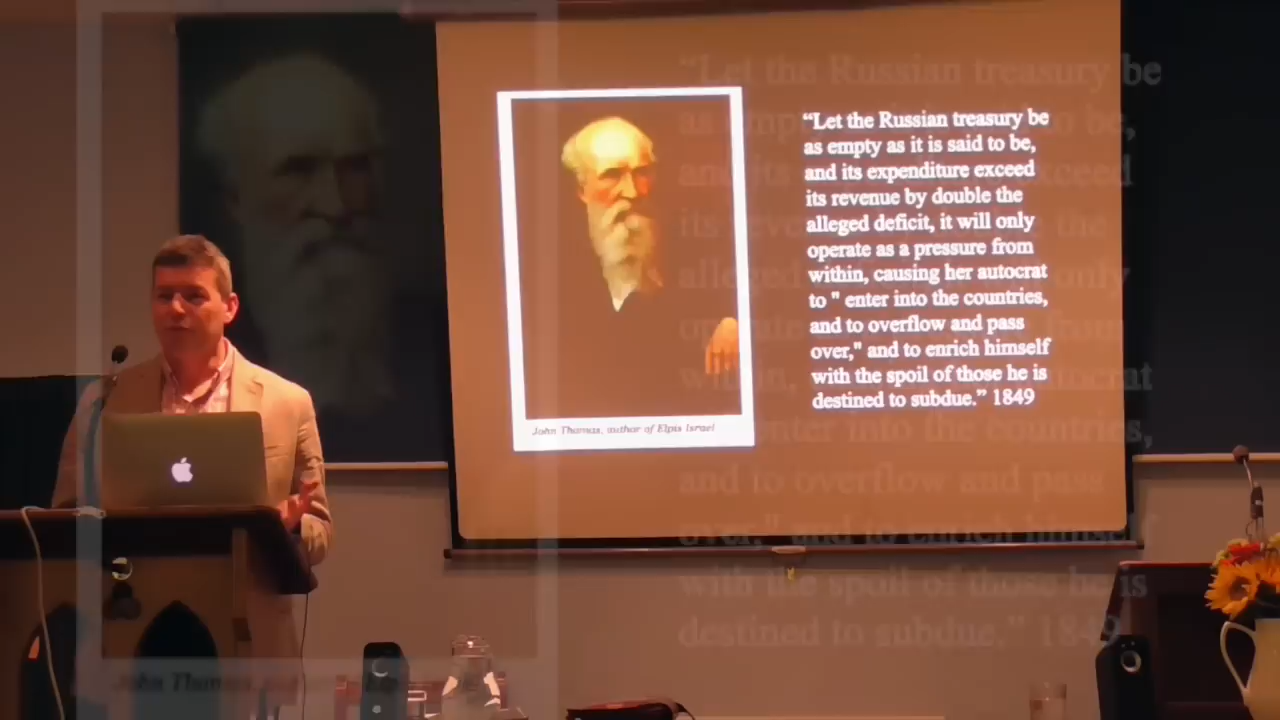 “Let the Russian treasury be
as empty as it is said to be,
and its expenditure exceed
its revenue by double the
alleged deficit, it will only
operate as a pressure from
within, causing her autocrat
to " enter into the countries,
and to overflow and pass
over," and to enrich himself
with the spoil of those he is
destined to subdue.” 1849
John Thomas, author of Elpis Israel